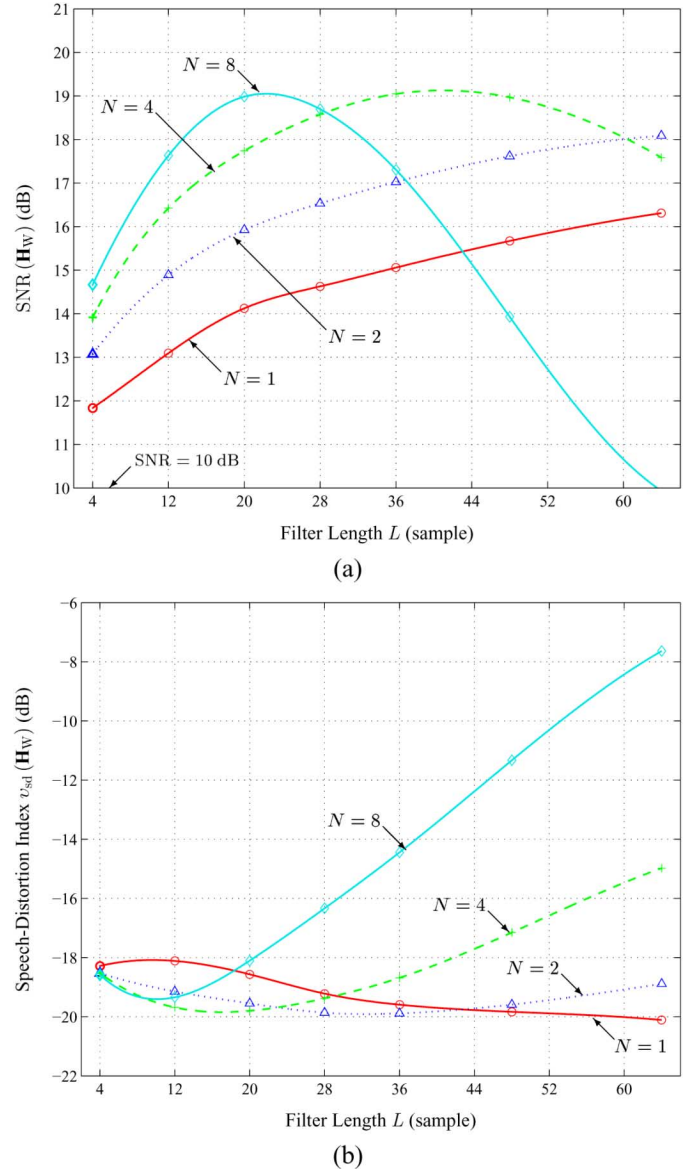 21
20
19
18
17
16
15
14
13
12
11
10
SNR (H_W) (dB)
N = 8
N = 4
N = 2
N = 1
SNR = 10 dB
4 12 20 28 36 44 52 60
Filter Length L (sample)
(a)
−6
−8
−10
−12
−14
−16
−18
−20
−22
Speech-Distortion Index υ_sd (H_W) (dB)
N = 8
N = 4
N = 2
N = 1
4 12 20 28 36 44 52 60
Filter Length L (sample)
(b)